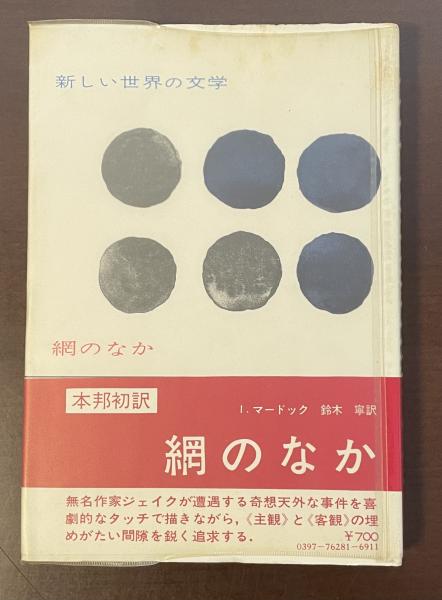 新しい世界の文学
網のなか
本邦初訳
I. マードック 鈴木 寧訳
網のなか
無名作家ジェイクが遭遇する奇想天外な事件を喜
劇的なタッチで描きながら,《主観》と《客観》の埋
めがたい間隙を鋭く追求する.
¥700
0397-76281-6911